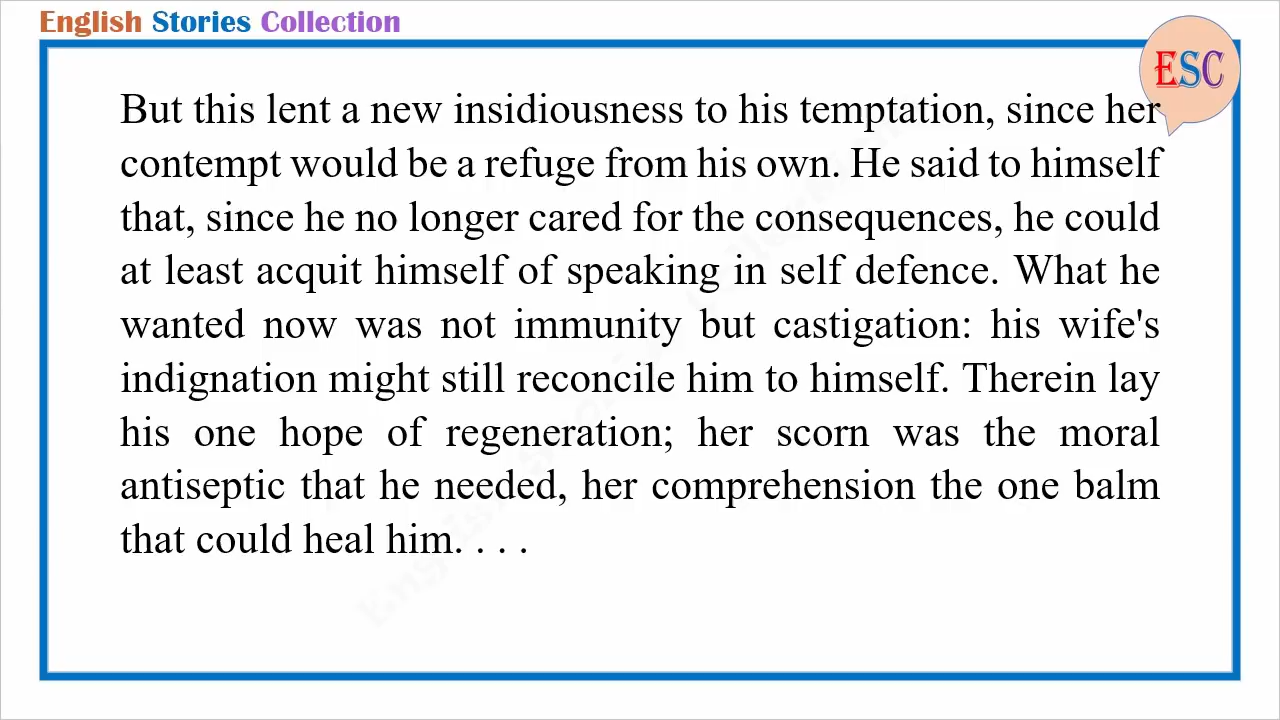 English Stories Collection
ESC
But this lent a new insidiousness to his temptation, since her
contempt would be a refuge from his own. He said to himself
that, since he no longer cared for the consequences, he could
at least acquit himself of speaking in self defence. What he
wanted now was not immunity but castigation: his wife's
indignation might still reconcile him to himself. Therein lay
his one hope of regeneration; her scorn was the moral
antiseptic that he needed, her comprehension the one balm
that could heal him. . . .